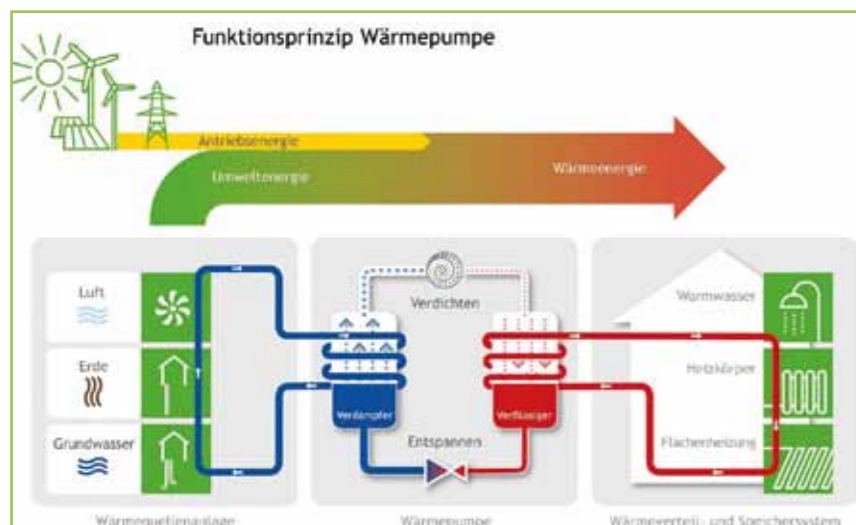 Funktionsprinzip Wärmepumpe
Antriebsenergie
Umweltenergie
Wärmeenergie
Luft
Erde
Grundwasser
Verdichten
Verdampfer
Verflüssiger
Entspannen
Warmwasser
Heizkörper
Flächenheizung
Wärmequellenanlage
Wärmepumpe
Wärmeverteil- und Speichersystem